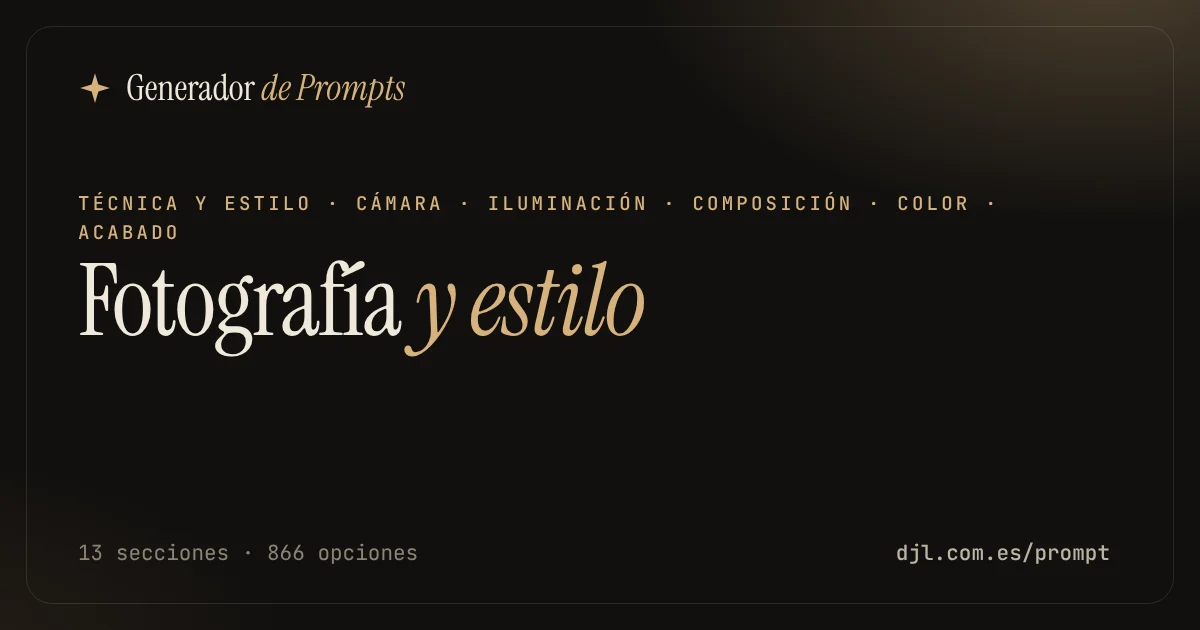 Generador de Prompts
TÉCNICA Y ESTILO · CÁMARA · ILUMINACIÓN · COMPOSICIÓN · COLOR ·
ACABADO
Fotografía y estilo
13 secciones · 866 opciones
djl.com.es/prompt